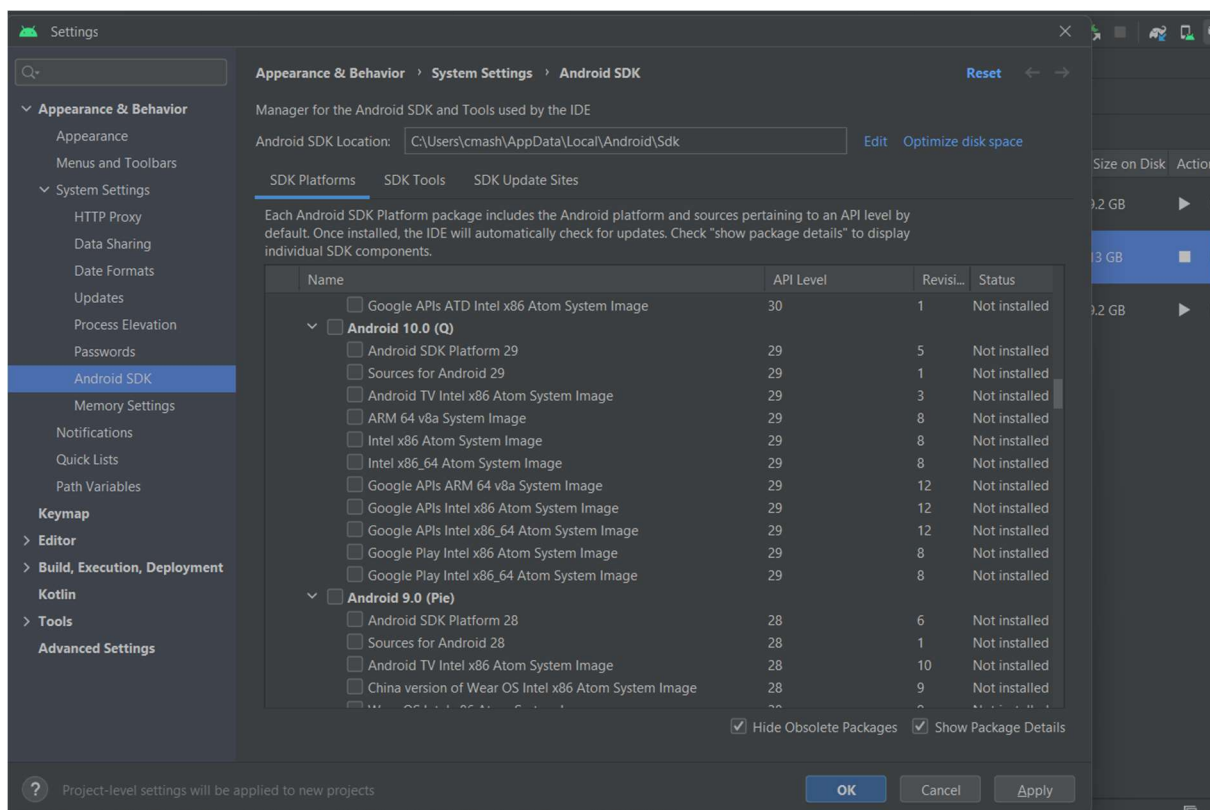 Settings
Appearance & Behavior
Appearance
Menus and Toolbars
System Settings
HTTP Proxy
Data Sharing
Date Formats
Updates
Process Elevation
Passwords
Android SDK
Memory Settings
Notifications
Quick Lists
Path Variables
Keymap
Editor
Build, Execution, Deployment
Kotlin
Tools
Advanced Settings
Appearance & Behavior › System Settings › Android SDK Reset
Manager for the Android SDK and Tools used by the IDE
Android SDK Location: C:\Users\cmash\AppData\Local\Android\Sdk Edit Optimize disk space
SDK Platforms SDK Tools SDK Update Sites
Each Android SDK Platform package includes the Android platform and sources pertaining to an API level by
default. Once installed, the IDE will automatically check for updates. Check "show package details" to display
individual SDK components.
Name API Level Revisi... Status
Google APIs ATD Intel x86 Atom System Image 30 1 Not installed
Android 10.0 (Q)
Android SDK Platform 29 29 5 Not installed
Sources for Android 29 29 1 Not installed
Android TV Intel x86 Atom System Image 29 3 Not installed
ARM 64 v8a System Image 29 8 Not installed
Intel x86 Atom System Image 29 8 Not installed
Intel x86_64 Atom System Image 29 8 Not installed
Google APIs ARM 64 v8a System Image 29 12 Not installed
Google APIs Intel x86 Atom System Image 29 12 Not installed
Google APIs Intel x86_64 Atom System Image 29 12 Not installed
Google Play Intel x86 Atom System Image 29 8 Not installed
Google Play Intel x86_64 Atom System Image 29 8 Not installed
Android 9.0 (Pie)
Android SDK Platform 28 28 6 Not installed
Sources for Android 28 28 1 Not installed
Android TV Intel x86 Atom System Image 28 10 Not installed
China version of Wear OS Intel x86 Atom System Image 28 9 Not installed
Hide Obsolete Packages Show Package Details
? Project-level settings will be applied to new projects
OK Cancel Apply
Size on Disk Actio
9.2 GB
13 GB
9.2 GB